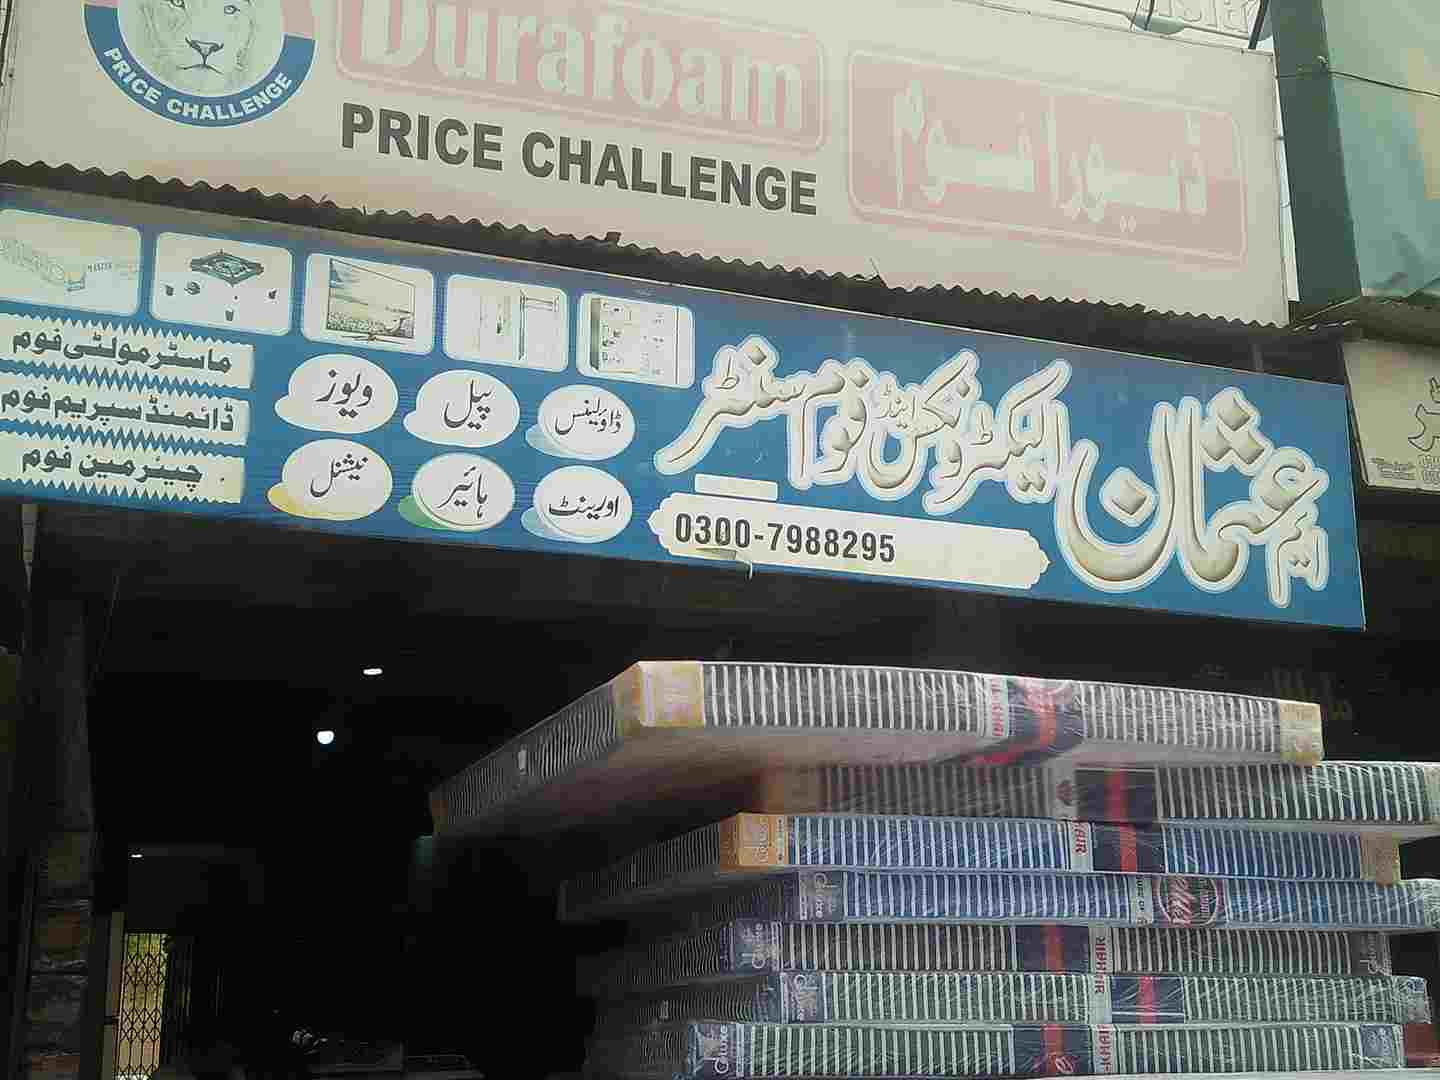 PRICE CHALLENGE
Durafoam
ڈیورافوم
PRICE CHALLENGE
ماسٹر مولٹی فوم
ڈائمنڈ سپریم فوم
چیئرمین فوم
ویوز
پیل
ڈاؤلینس
نیشنل
ہائیر
اورینٹ
میر عثمان الیکٹرونکس اینڈ فوم سنٹر
0300-7988295